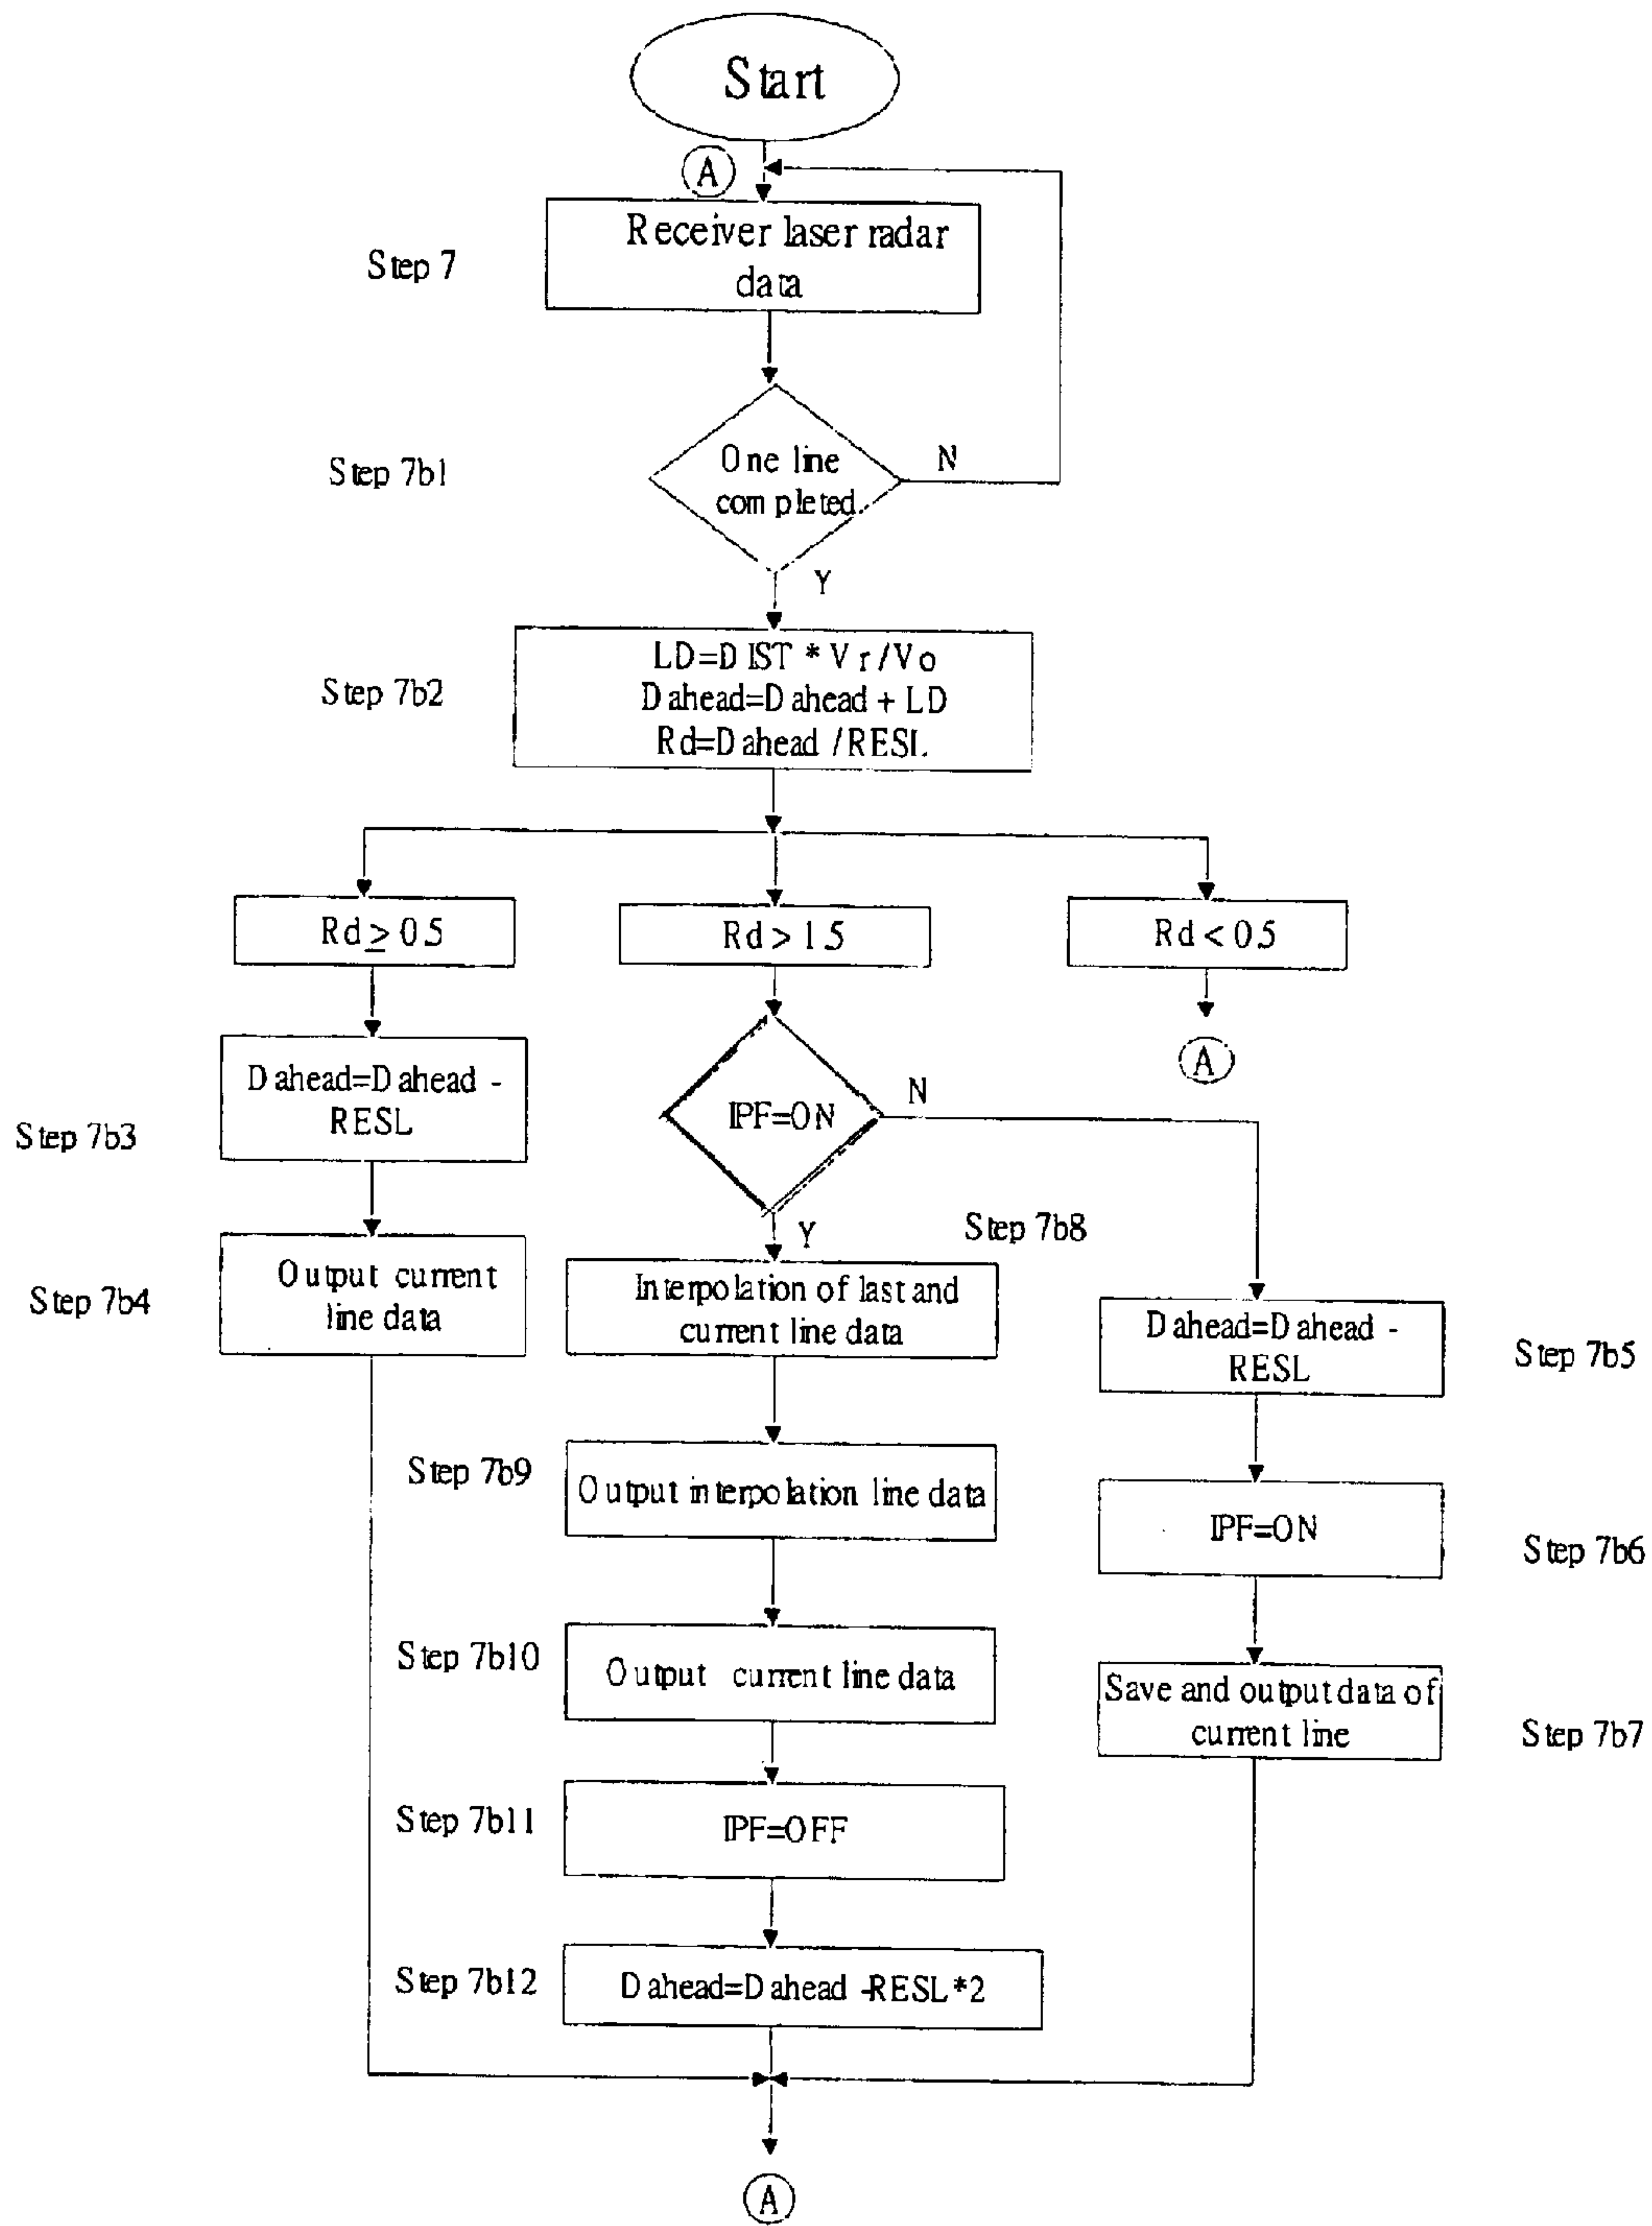 Start
A
Receiver laser radar
data
Step 7
One line
completed
N
Step 7b1
Y
LD=DIST * Vr/Vo
Dahead=Dahead + LD
Rd=Dahead /RESL
Step 7b2
Rd ≥ 0.5
Rd > 1.5
Rd < 0.5
A
Dahead=Dahead -
RESL
Step 7b3
IPF=ON
N
Y
Step 7b8
Output current
line data
Step 7b4
Interpolation of last and
current line data
Dahead=Dahead -
RESL
Step 7b5
Step 7b9
Output interpolation line data
IPF=ON
Step 7b6
Step 7b10
Output current line data
Save and output data of
current line
Step 7b7
Step 7b11
IPF=OFF
Step 7b12
Dahead=Dahead -RESL*2
A